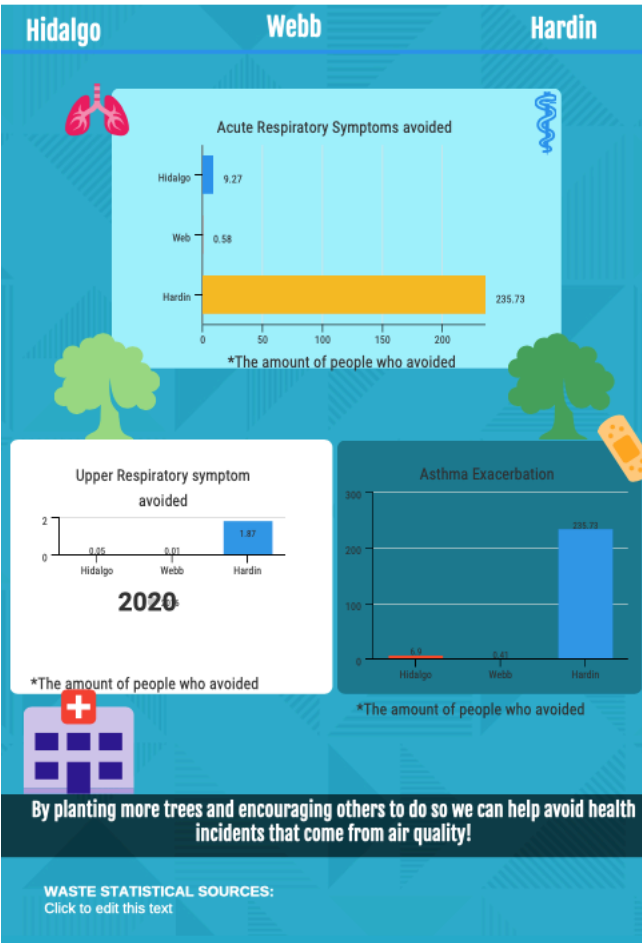 Hidalgo Webb Hardin
Acute Respiratory Symptoms avoided
Hidalgo 9.27
Web 0.58
Hardin 235.73
0 50 100 150 200
*The amount of people who avoided
Upper Respiratory symptom
avoided
2
0
0.05 0.01 1.87
Hidalgo Webb Hardin
2020
*The amount of people who avoided
Asthma Exacerbation
300
200
100
0
6.9 0.41 235.73
Hidalgo Webb Hardin
*The amount of people who avoided
By planting more trees and encouraging others to do so we can help avoid health
incidents that come from air quality!
WASTE STATISTICAL SOURCES:
Click to edit this text